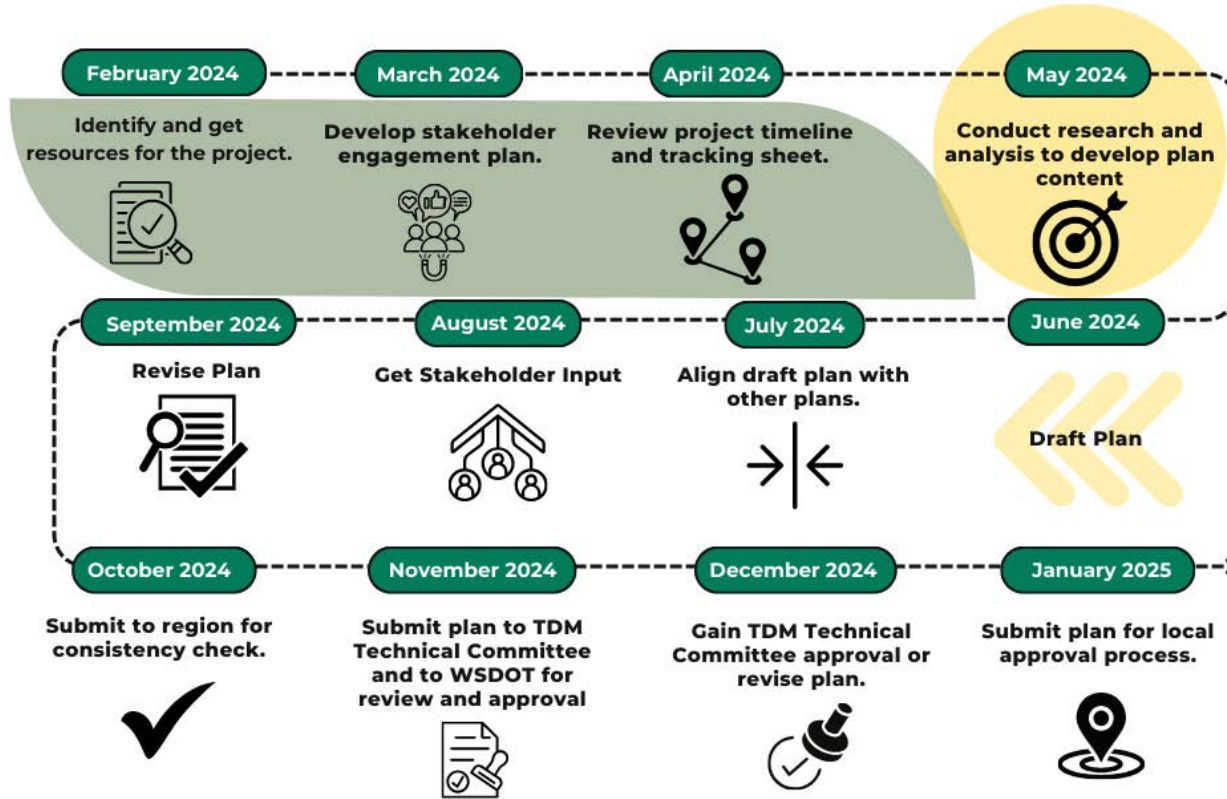 February 2024
March 2024
April 2024
May 2024
Identify and get
resources for the project.
Develop stakeholder
engagement plan.
Review project timeline
and tracking sheet.
Conduct research and
analysis to develop plan
content
September 2024
August 2024
July 2024
June 2024
Revise Plan
Get Stakeholder Input
Align draft plan with
other plans.
Draft Plan
October 2024
November 2024
December 2024
January 2025
Submit to region for
consistency check.
Submit plan to TDM
Technical Committee
and to WSDOT for
review and approval
Gain TDM Technical
Committee approval or
revise plan.
Submit plan for local
approval process.